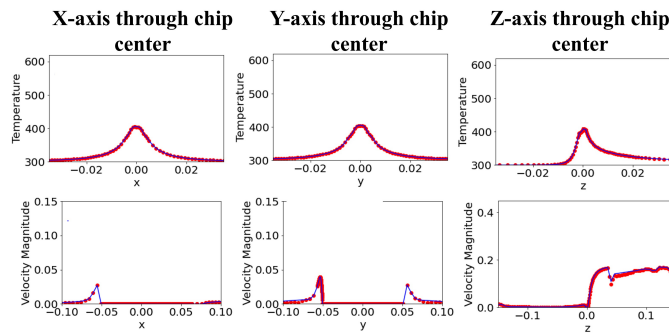 X-axis through chip center
Y-axis through chip center
Z-axis through chip center
600
500
400
300
Temperature
−0.02
0.00
0.02
x
600
500
400
300
Temperature
−0.02
0.00
0.02
y
600
500
400
300
Temperature
0.00
0.02
z
0.15
0.10
0.05
0.00
Velocity Magnitude
−0.10
−0.05
0.00
0.05
0.10
x
0.15
0.10
0.05
0.00
Velocity Magnitude
−0.10
−0.05
0.00
0.05
0.10
y
0.4
0.2
0.0
Velocity Magnitude
−0.1
0.0
0.1
z